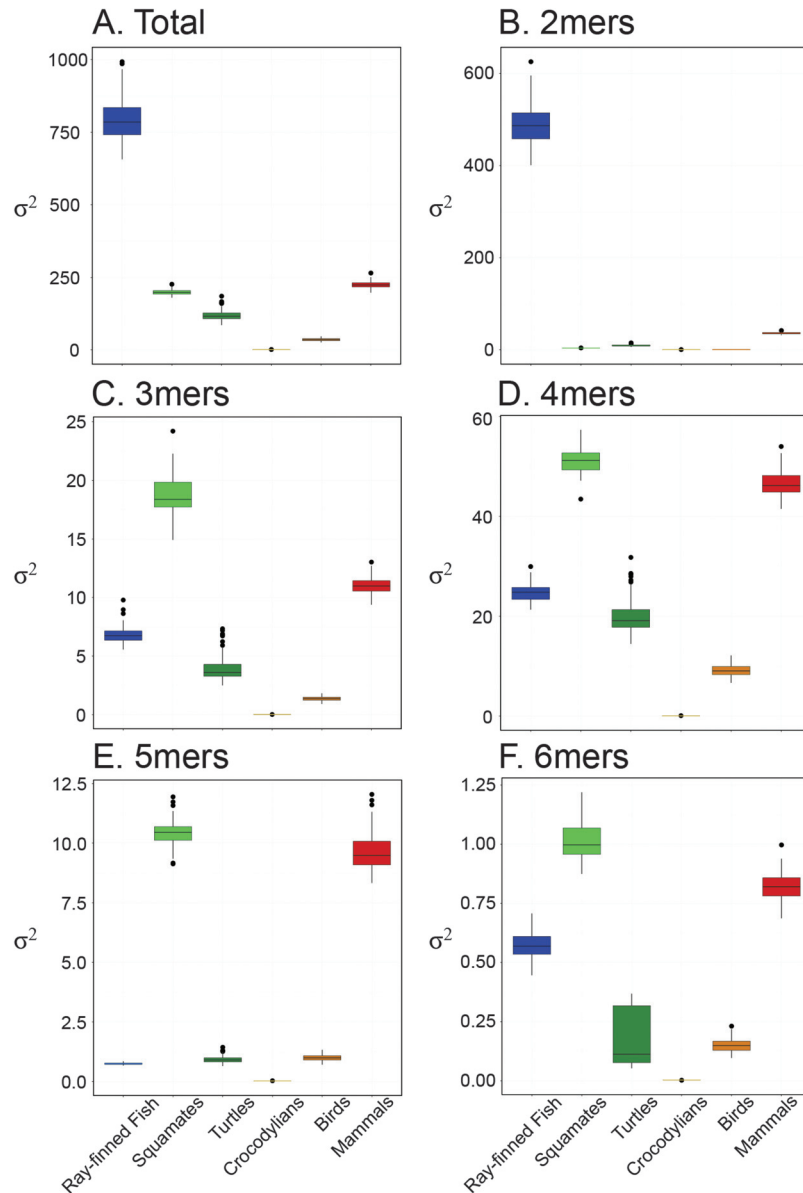 A. Total
B. 2mers
1000
750
500
250
0
σ²
600
400
200
0
σ²
C. 3mers
D. 4mers
25
20
15
10
5
0
σ²
60
40
20
0
σ²
E. 5mers
F. 6mers
12.5
10.0
7.5
5.0
2.5
0.0
σ²
1.25
1.00
0.75
0.50
0.25
0.00
σ²
Ray-finned Fish
Squamates
Turtles
Crocodylians
Birds
Mammals
Ray-finned Fish
Squamates
Turtles
Crocodylians
Birds
Mammals